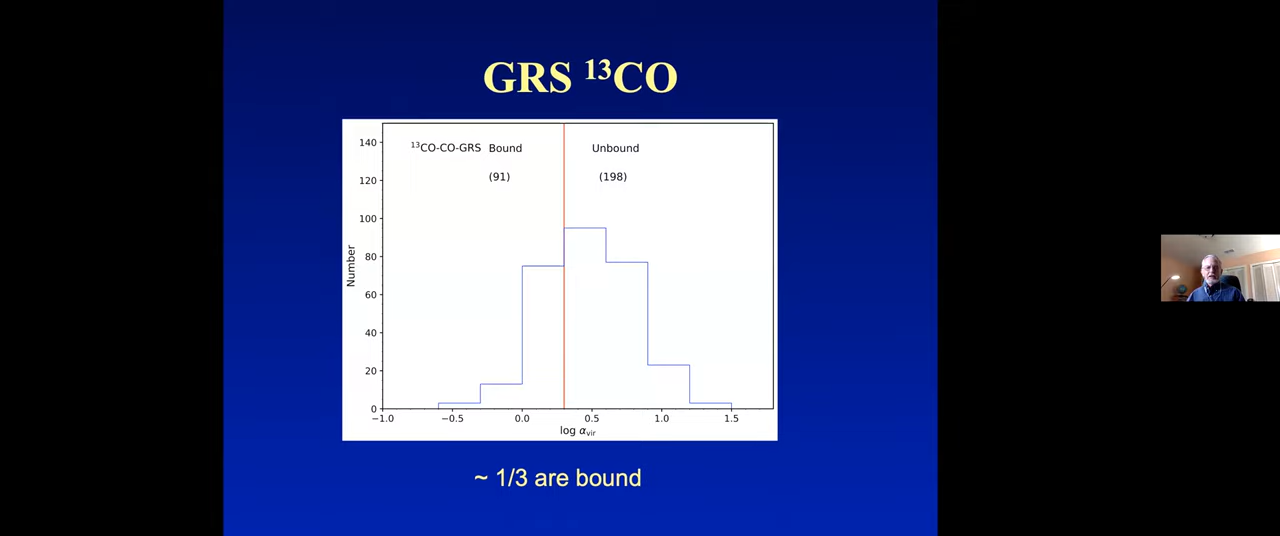 GRS ¹³CO
¹³CO-CO-GRS Bound Unbound
(91) (198)
140
120
100
80
60
40
20
0
Number
−1.0 −0.5 0.0 0.5 1.0 1.5
log αvir
~ 1/3 are bound